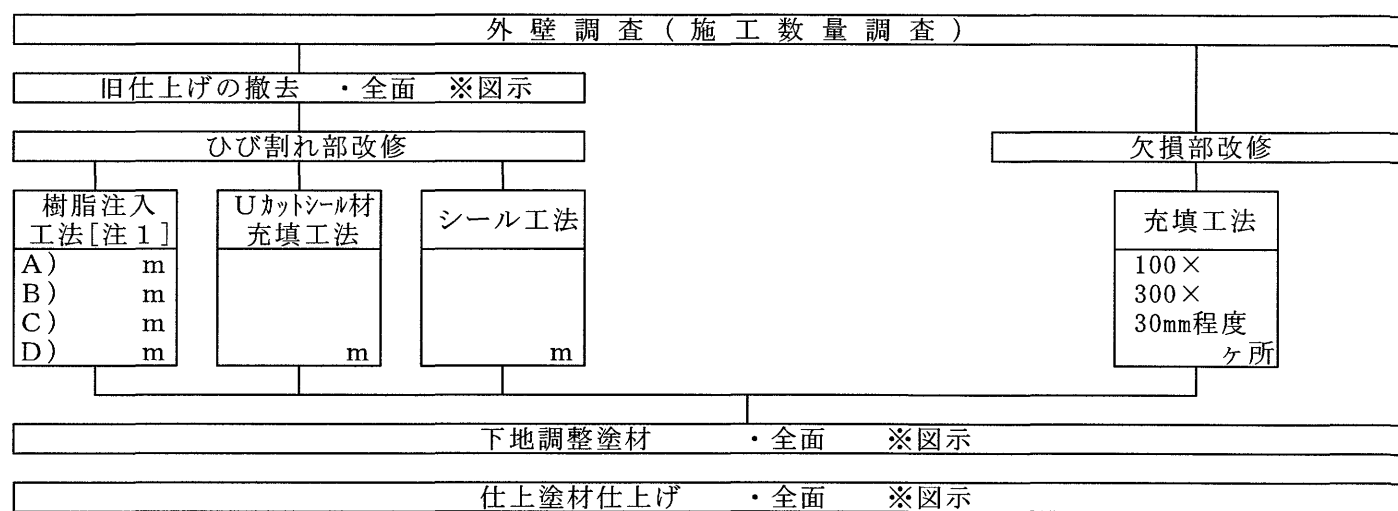 外壁調査(施工数量調査)
旧仕上げの撤去 ・全面 ※図示
ひび割れ部改修
欠損部改修
樹脂注入
工法[注1]
A) m
B) m
C) m
D) m
Uカットシール材
充填工法
m
シール工法
m
充填工法
100×
300×
30mm程度
ヶ所
下地調整塗材 ・全面 ※図示
仕上塗材仕上げ ・全面 ※図示